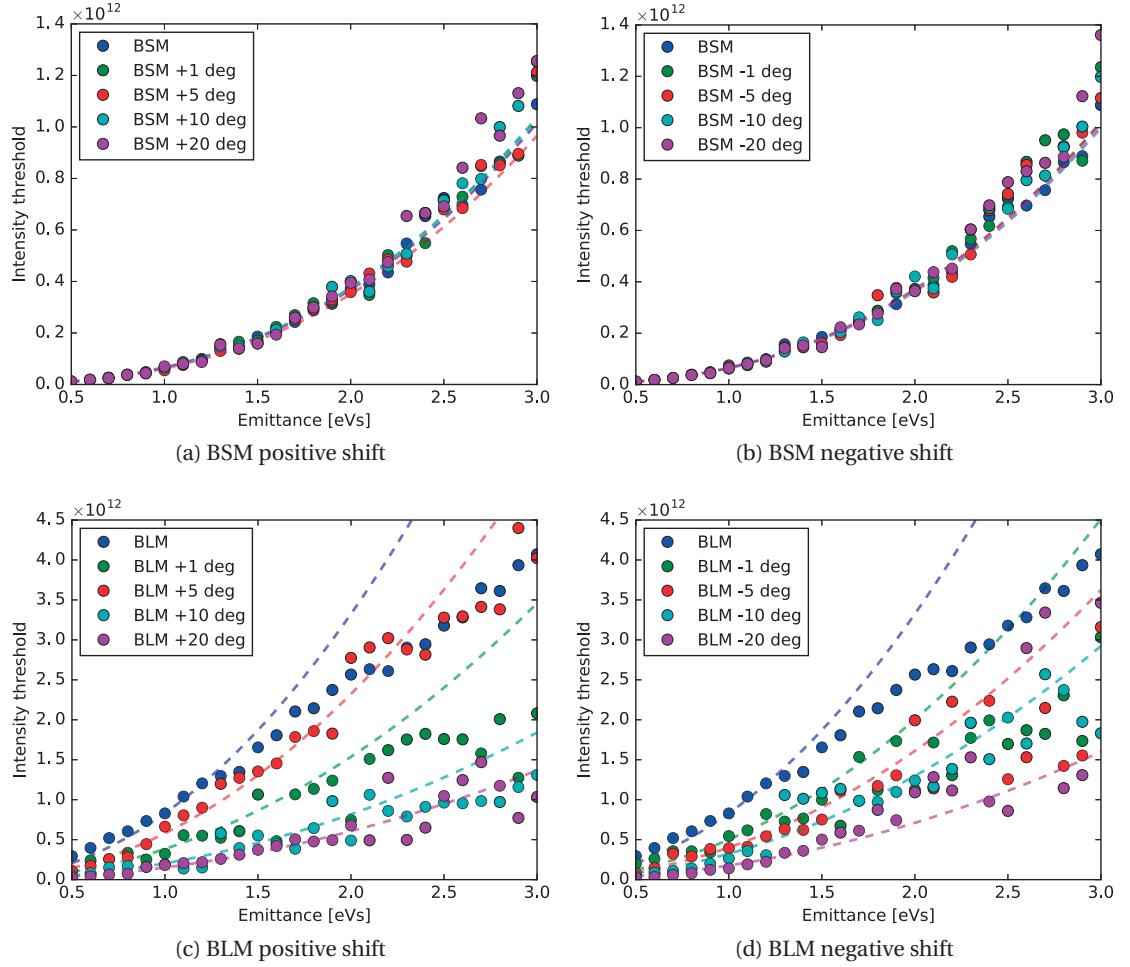 ×10¹²
1.4
1.2
1.0
0.8
0.6
0.4
0.2
0.0
Intensity threshold
BSM
BSM +1 deg
BSM +5 deg
BSM +10 deg
BSM +20 deg
0.5 1.0 1.5 2.0 2.5 3.0
Emittance [eVs]
(a) BSM positive shift
×10¹²
1.4
1.2
1.0
0.8
0.6
0.4
0.2
0.0
Intensity threshold
BSM
BSM -1 deg
BSM -5 deg
BSM -10 deg
BSM -20 deg
0.5 1.0 1.5 2.0 2.5 3.0
Emittance [eVs]
(b) BSM negative shift
×10¹²
4.5
4.0
3.5
3.0
2.5
2.0
1.5
1.0
0.5
0.0
Intensity threshold
BLM
BLM +1 deg
BLM +5 deg
BLM +10 deg
BLM +20 deg
0.5 1.0 1.5 2.0 2.5 3.0
Emittance [eVs]
(c) BLM positive shift
×10¹²
4.5
4.0
3.5
3.0
2.5
2.0
1.5
1.0
0.5
0.0
Intensity threshold
BLM
BLM -1 deg
BLM -5 deg
BLM -10 deg
BLM -20 deg
0.5 1.0 1.5 2.0 2.5 3.0
Emittance [eVs]
(d) BLM negative shift